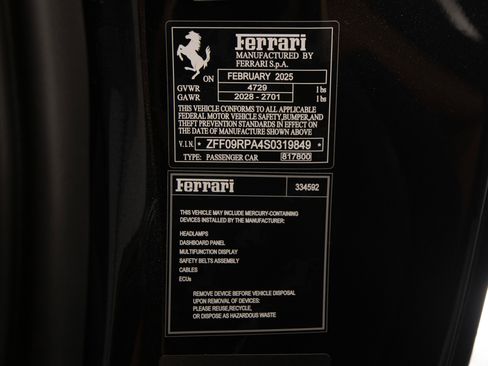 Ferrari
MANUFACTURED BY
FERRARI S.p.A.
ON FEBRUARY 2025
GVWR 4729 lbs
GAWR 2028 - 2701 lbs
THIS VEHICLE CONFORMS TO ALL APPLICABLE
FEDERAL MOTOR VEHICLE SAFETY, BUMPER, AND
THEFT PREVENTION STANDARDS IN EFFECT ON
THE DATE OF MANUFACTURE SHOWN ABOVE
V.I.N. * ZFF09RPA4S0319849 *
TYPE: PASSENGER CAR 817800
Ferrari 334592
THIS VEHICLE MAY INCLUDE MERCURY-CONTAINING
DEVICES INSTALLED BY THE MANUFACTURER:
HEADLAMPS
DASHBOARD PANEL
MULTIFUNCTION DISPLAY
SAFETY BELTS ASSEMBLY
CABLES
ECUs
REMOVE DEVICE BEFORE VEHICLE DISPOSAL
UPON REMOVAL OF DEVICES:
PLEASE REUSE,RECYCLE,
OR DISPOSE AS HAZARDOUS WASTE